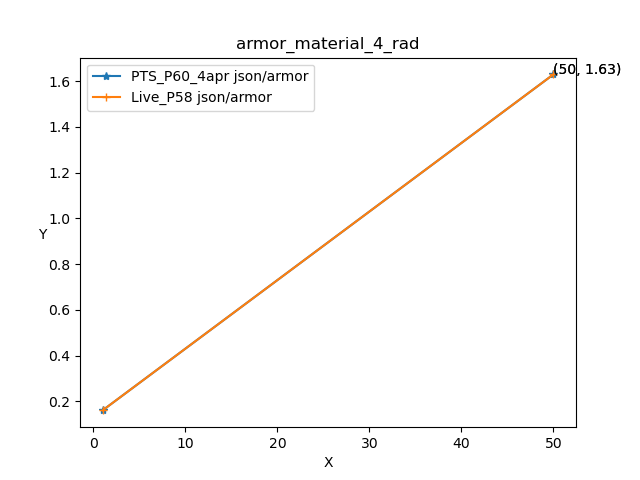 armor_material_4_rad
PTS_P60_4apr json/armor
Live_P58 json/armor
(50, 1.63)
1.6
1.4
1.2
1.0
0.8
0.6
0.4
0.2
Y
0 10 20 30 40 50
X